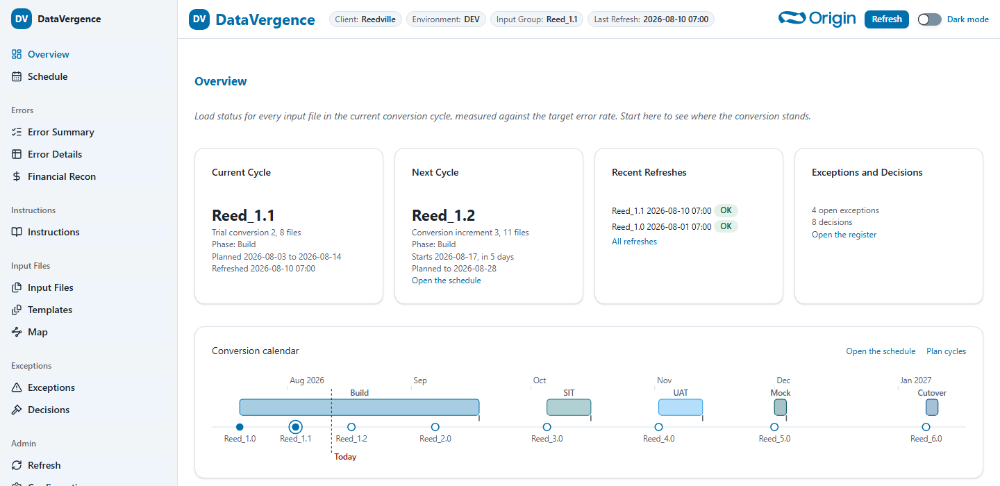 DV DataVergence
Overview
Schedule
Errors
Error Summary
Error Details
Financial Recon
Instructions
Instructions
Input Files
Input Files
Templates
Map
Exceptions
Exceptions
Decisions
Admin
Refresh
DV DataVergence
Client: Reedville
Environment: DEV
Input Group: Reed_1.1
Last Refresh: 2026-08-10 07:00
Origin
Refresh
Dark mode
Overview
Load status for every input file in the current conversion cycle, measured against the target error rate. Start here to see where the conversion stands.
Current Cycle
Reed_1.1
Trial conversion 2, 8 files
Phase: Build
Planned 2026-08-03 to 2026-08-14
Refreshed 2026-08-10 07:00
Next Cycle
Reed_1.2
Conversion increment 3, 11 files
Phase: Build
Starts 2026-08-17, in 5 days
Planned to 2026-08-28
Open the schedule
Recent Refreshes
Reed_1.1 2026-08-10 07:00 OK
Reed_1.0 2026-08-01 07:00 OK
All refreshes
Exceptions and Decisions
4 open exceptions
8 decisions
Open the register
Conversion calendar
Open the schedule
Plan cycles
Aug 2026 Sep Oct Nov Dec Jan 2027
Build SIT UAT Mock Cutover
Reed_1.0 Reed_1.1 Reed_1.2 Reed_2.0 Reed_3.0 Reed_4.0 Reed_5.0 Reed_6.0
Today